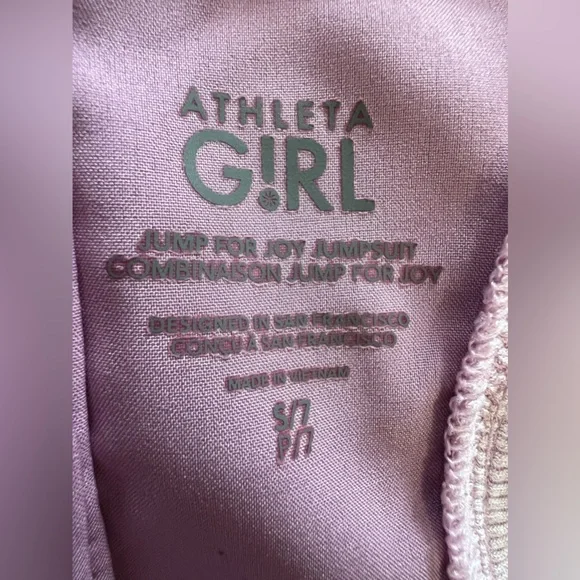 ATHLETA
G!RL
JUMP FOR JOY JUMPSUIT
COMBINAISON JUMP FOR JOY
DESIGNED IN SAN FRANCISCO
CONÇU À SAN FRANCISCO
MADE IN VIETNAM
S/7
P/7